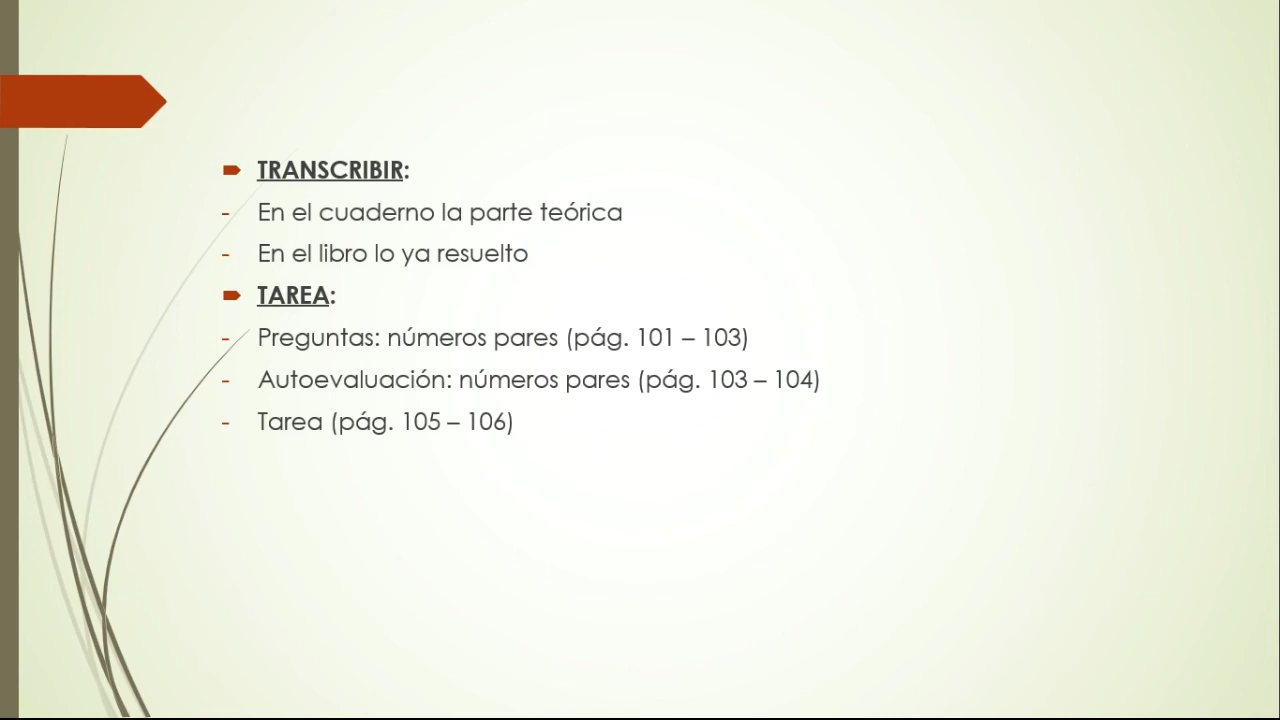 TRANSCRIBIR:
- En el cuaderno la parte teórica
- En el libro lo ya resuelto
TAREA:
- Preguntas: números pares (pág. 101 – 103)
- Autoevaluación: números pares (pág. 103 – 104)
- Tarea (pág. 105 – 106)